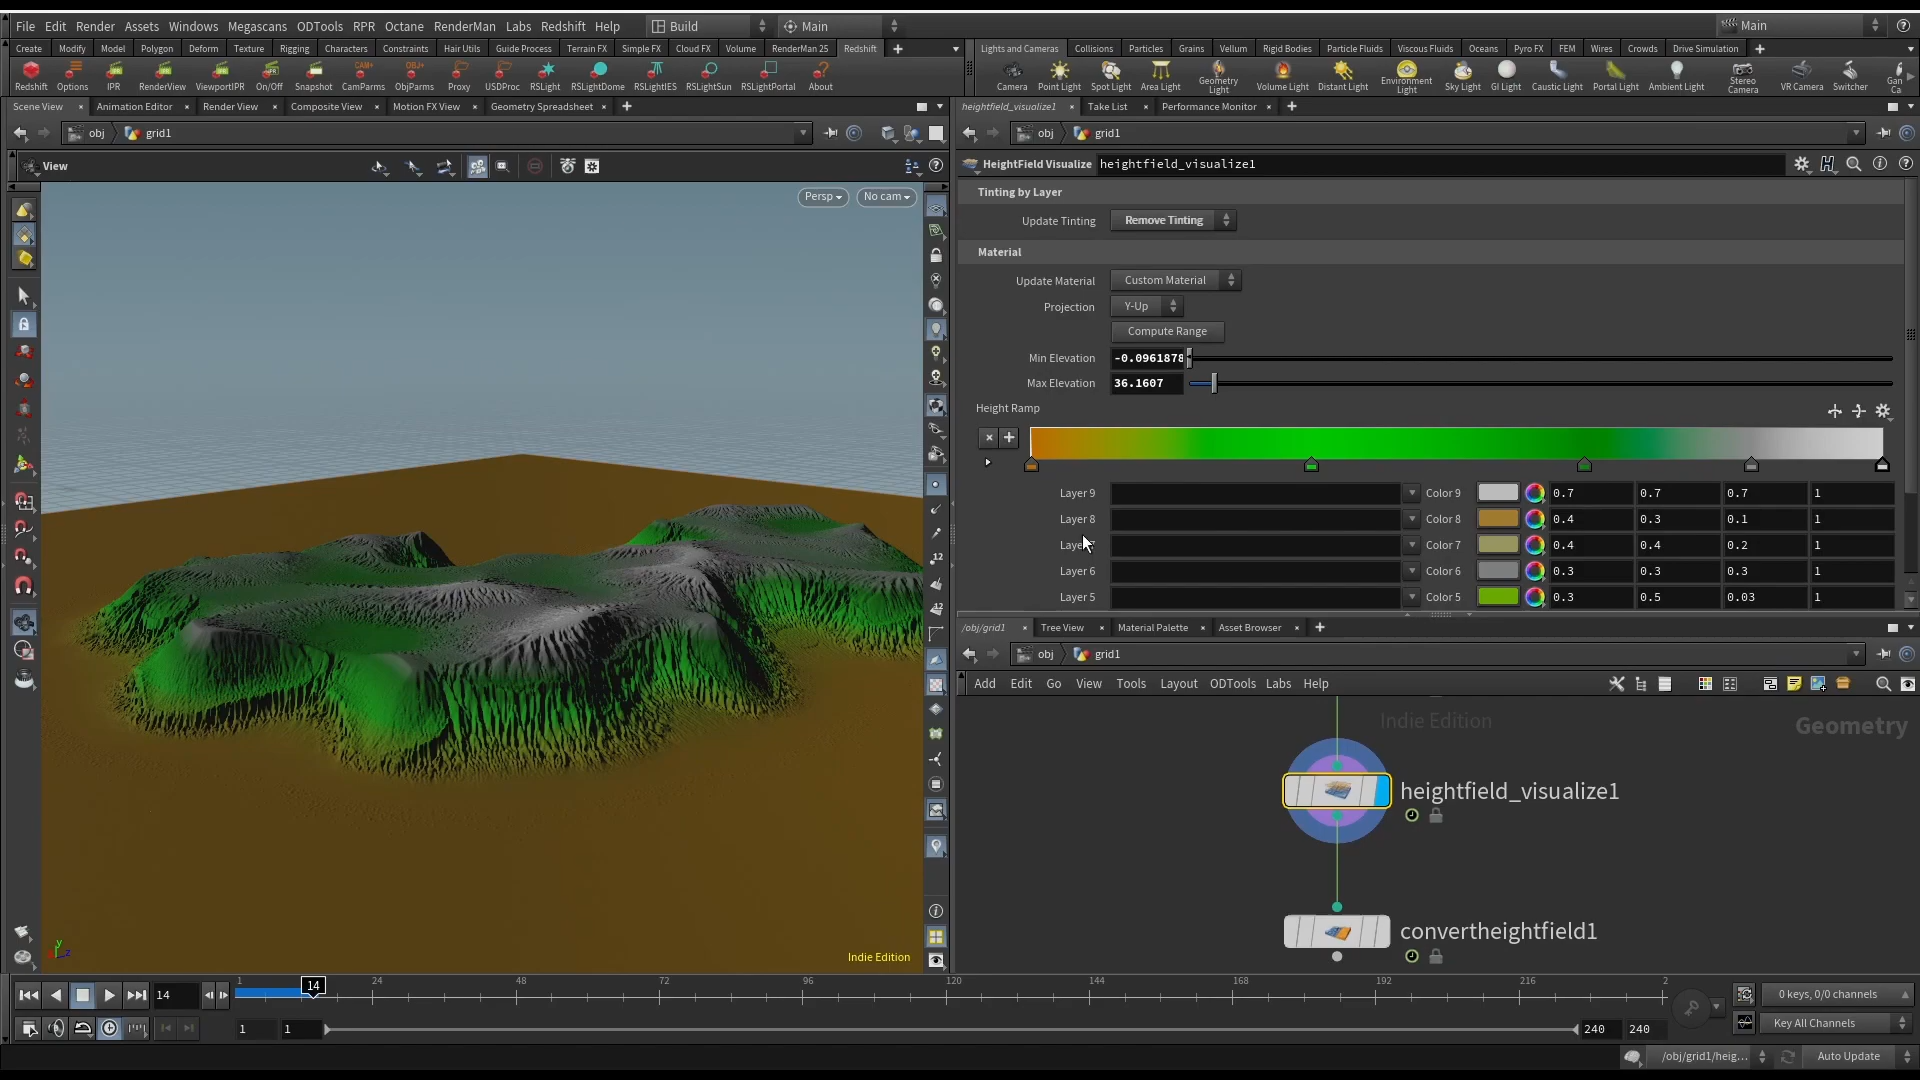 File Edit Render Assets Windows Megascans ODTools RPR Octane RenderMan Labs Redshift Help Build Main Main
Create Modify Model Polygon Deform Texture Rigging Characters Constraints Hair Utils Guide Process Terrain FX Simple FX Cloud FX Volume RenderMan 25 Redshift
Lights and Cameras Collisions Particles Grains Vellum Rigid Bodies Particle Fluids Viscous Fluids Oceans Pyro FX FEM Wires Crowds Drive Simulation
Redshift Options IPR RenderView ViewportIPR On/Off Snapshot CamParms ObjParms Proxy USDProc RSLight RSLightDome RSLightIES RSLightSun RSLightPortal About
Camera Point Light Spot Light Area Light Geometry Light Volume Light Distant Light Environment Light Sky Light GI Light Caustic Light Portal Light Ambient Light Stereo Camera VR Camera Switcher Gan Ca
Scene View Animation Editor Render View Composite View Motion FX View Geometry Spreadsheet
heightfield_visualize1 Take List Performance Monitor
obj grid1
obj grid1
View
HeightField Visualize heightfield_visualize1
Persp No cam
Tinting by Layer
Update Tinting Remove Tinting
Material
Update Material Custom Material
Projection Y-Up
Compute Range
Min Elevation -0.0961878
Max Elevation 36.1607
Height Ramp
Layer 9 Color 9 0.7 0.7 0.7 1
Layer 8 Color 8 0.4 0.3 0.1 1
Layer 7 Color 7 0.4 0.4 0.2 1
Layer 6 Color 6 0.3 0.3 0.3 1
Layer 5 Color 5 0.3 0.5 0.03 1
/obj/grid1 Tree View Material Palette Asset Browser
obj grid1
Add Edit Go View Tools Layout ODTools Labs Help
Indie Edition Geometry
heightfield_visualize1
convertheightfield1
Indie Edition
14 1 14 24 48 72 96 120 144 168 192 216 2
0 keys, 0/0 channels
1 1 240 240
Key All Channels
/obj/grid1/heig... Auto Update